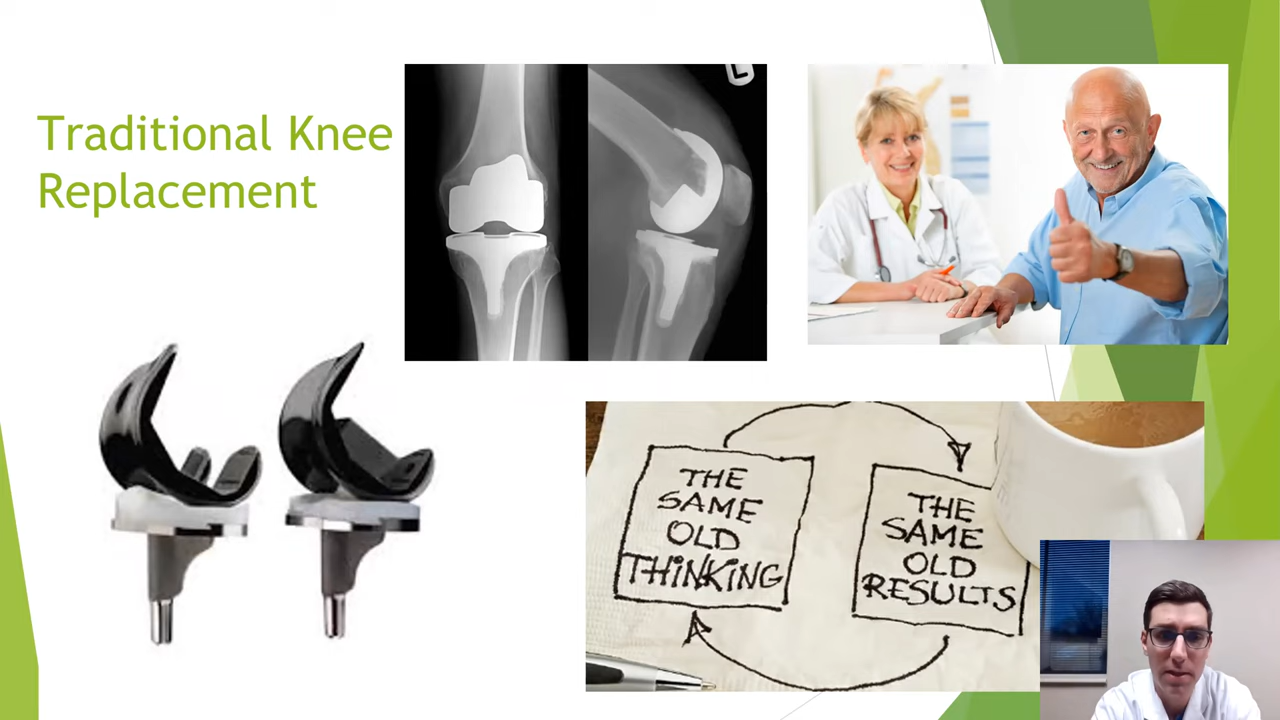 Traditional Knee
Replacement
L
THE
SAME
OLD
THiNKING
THE
SAME
OLD
RESULTS